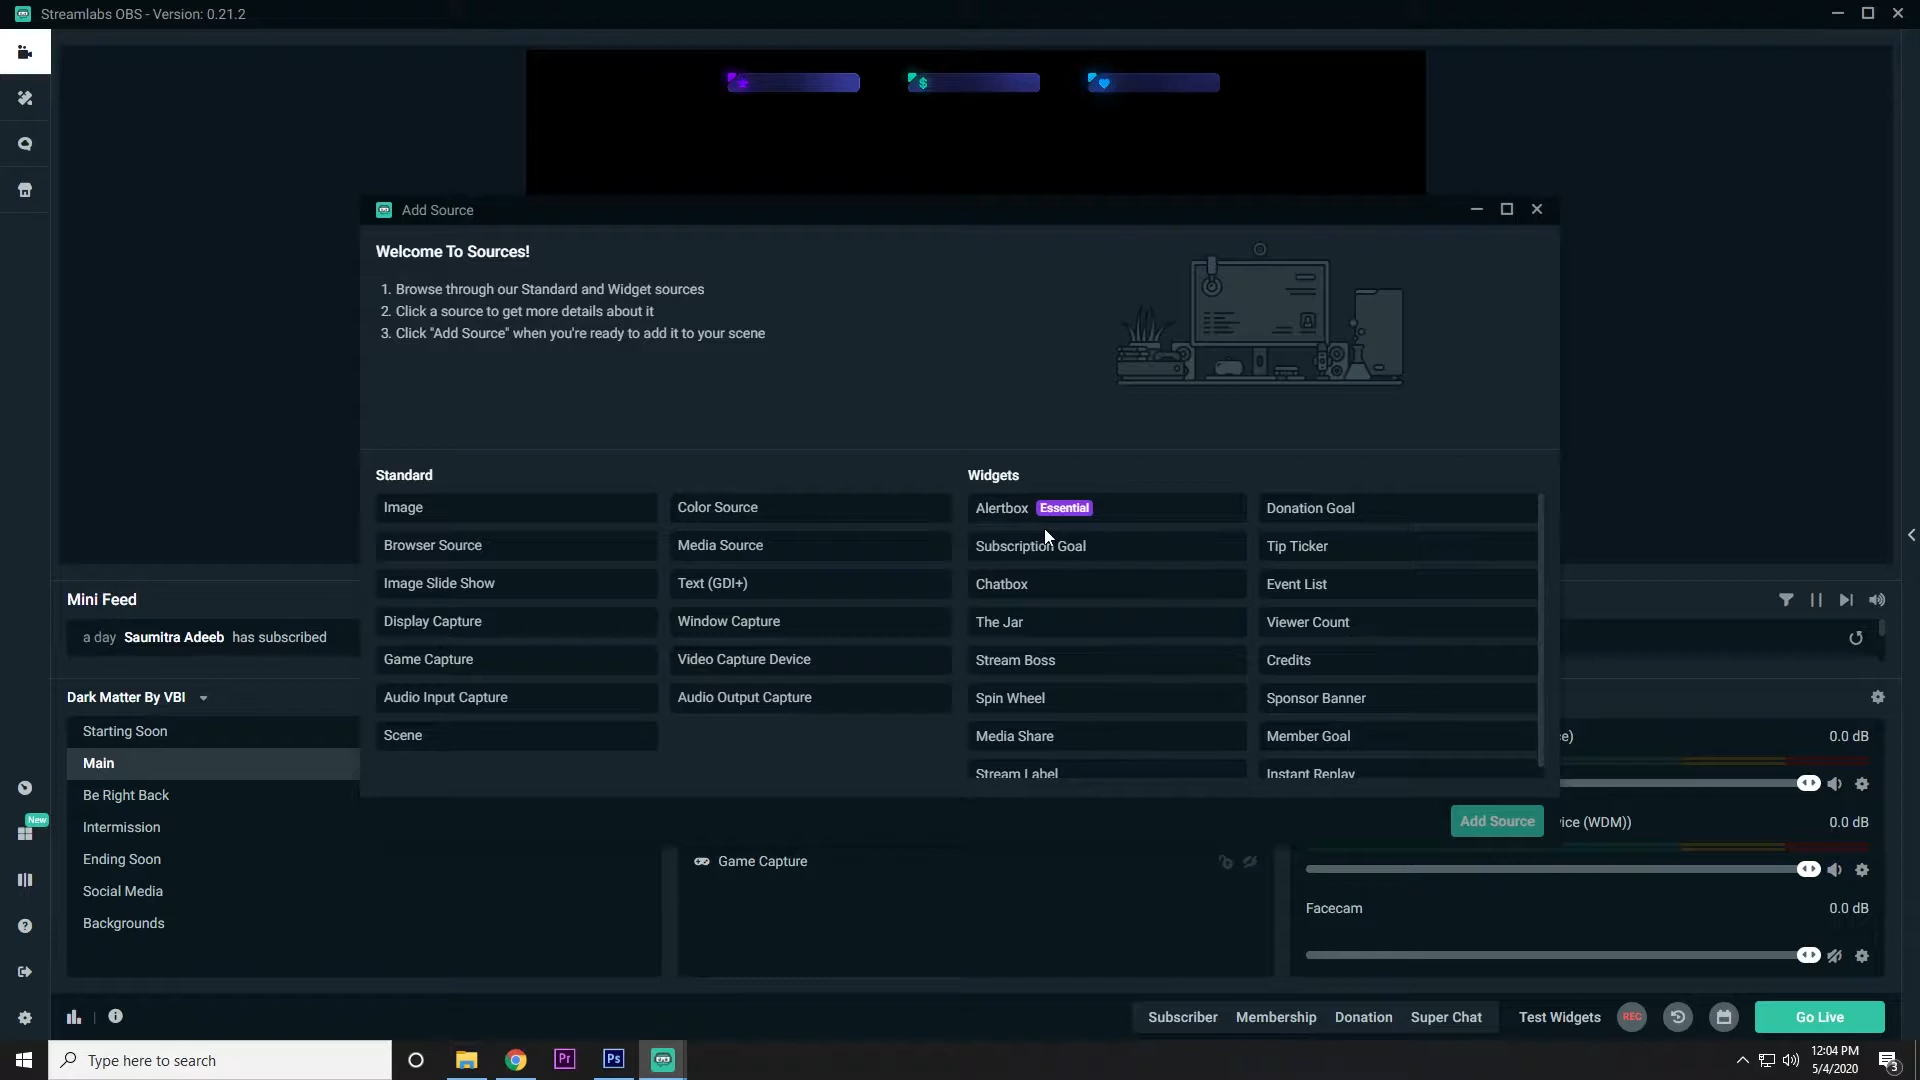 Streamlabs OBS - Version: 0.21.2
Add Source
Welcome To Sources!
1. Browse through our Standard and Widget sources
2. Click a source to get more details about it
3. Click "Add Source" when you're ready to add it to your scene
Standard
Widgets
Image
Color Source
Alertbox Essential
Donation Goal
Browser Source
Media Source
Subscription Goal
Tip Ticker
Image Slide Show
Text (GDI+)
Chatbox
Event List
Display Capture
Window Capture
The Jar
Viewer Count
Game Capture
Video Capture Device
Stream Boss
Credits
Audio Input Capture
Audio Output Capture
Spin Wheel
Sponsor Banner
Scene
Media Share
Member Goal
Stream Label
Instant Replay
Add Source
Mini Feed
a day Saumitra Adeeb has subscribed
Dark Matter By VBI
Starting Soon
Main
Be Right Back
Intermission
Ending Soon
Social Media
Backgrounds
New
Game Capture
ce)
0.0 dB
vice (WDM))
0.0 dB
Facecam
0.0 dB
Subscriber
Membership
Donation
Super Chat
Test Widgets
REC
Go Live
Type here to search
Pr
Ps
12:04 PM
5/4/2020
3